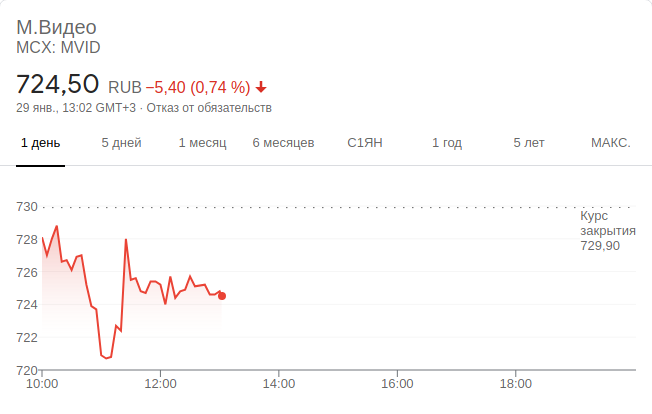 М.Видео
MCX: MVID
724,50 RUB −5,40 (0,74 %)
29 янв., 13:02 GMT+3 · Отказ от обязательств
1 день 5 дней 1 месяц 6 месяцев С1ЯН 1 год 5 лет МАКС.
730
Курс
закрытия
729,90
728
726
724
722
720
10:00 12:00 14:00 16:00 18:00